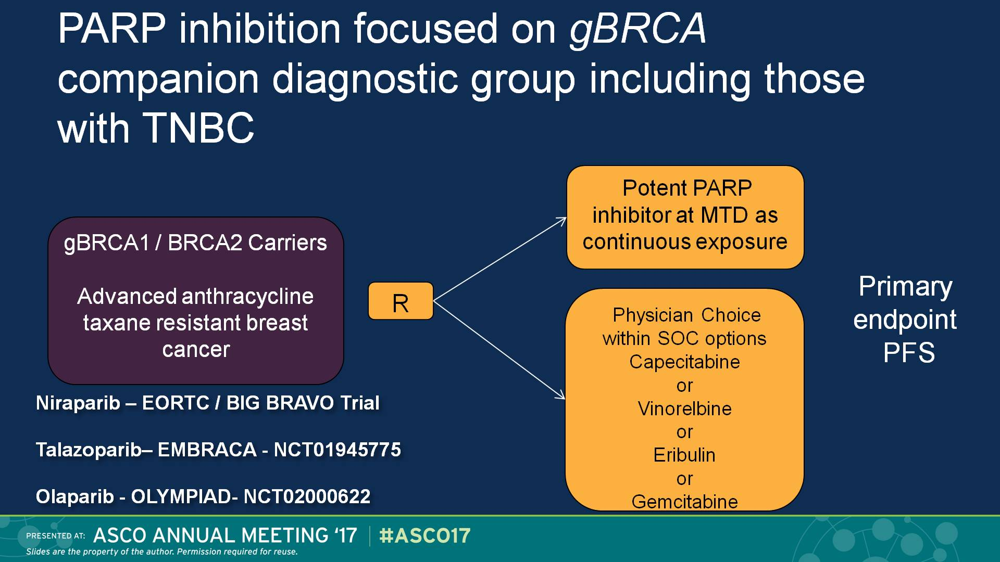 PARP inhibition focused on gBRCA
companion diagnostic group including those
with TNBC
gBRCA1 / BRCA2 Carriers
Advanced anthracycline
taxane resistant breast
cancer
R
Potent PARP
inhibitor at MTD as
continuous exposure
Physician Choice
within SOC options
Capecitabine
or
Vinorelbine
or
Eribulin
or
Gemcitabine
Primary
endpoint
PFS
Niraparib – EORTC / BIG BRAVO Trial
Talazoparib– EMBRACA - NCT01945775
Olaparib - OLYMPIAD- NCT02000622
PRESENTED AT: ASCO ANNUAL MEETING ‘17 | #ASCO17
Slides are the property of the author. Permission required for reuse.